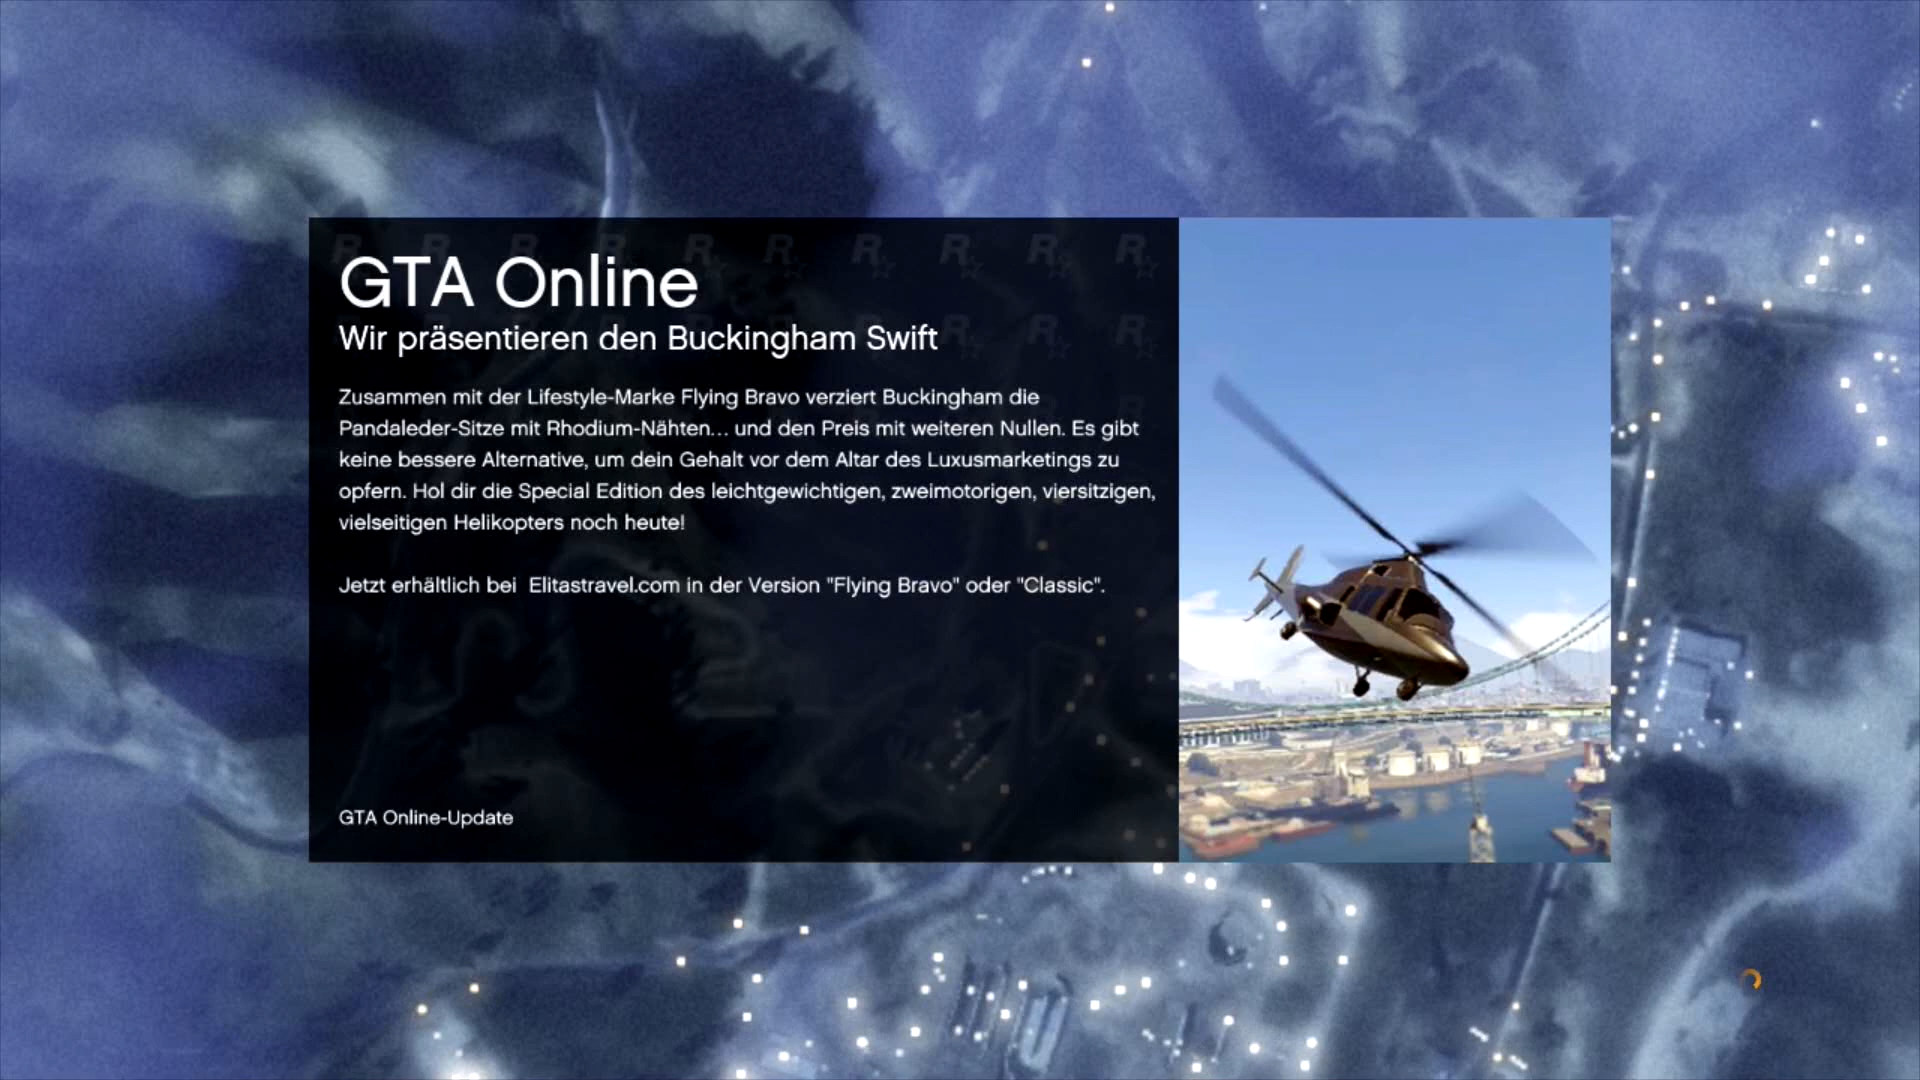 GTA Online
Wir präsentieren den Buckingham Swift
Zusammen mit der Lifestyle-Marke Flying Bravo verziert Buckingham die
Pandaleder-Sitze mit Rhodium-Nähten... und den Preis mit weiteren Nullen. Es gibt
keine bessere Alternative, um dein Gehalt vor dem Altar des Luxusmarketings zu
opfern. Hol dir die Special Edition des leichtgewichtigen, zweimotorigen, viersitzigen,
vielseitigen Helikopters noch heute!
Jetzt erhältlich bei  Elitastravel.com in der Version "Flying Bravo" oder "Classic".
GTA Online-Update